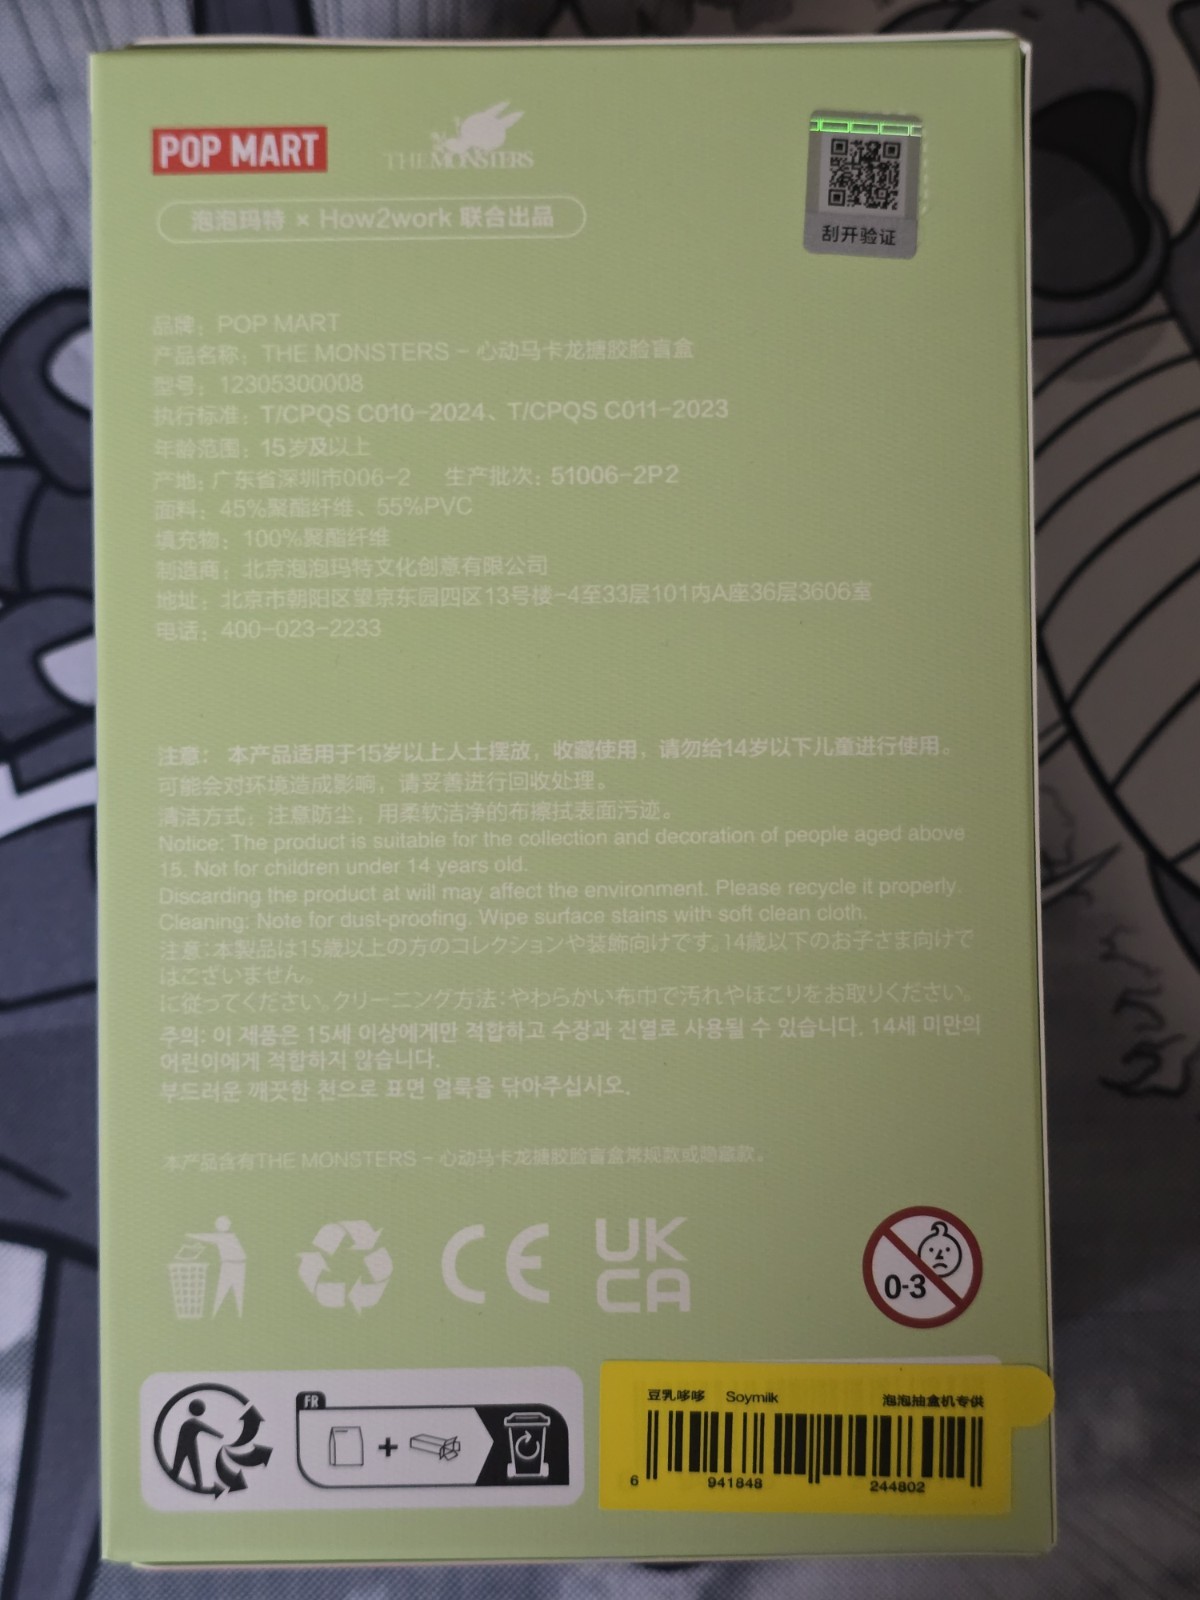 POP MART
THE MONSTERS
泡泡玛特 × How2work 联合出品
刮开验证
品牌：POP MART
产品名称：THE MONSTERS - 心动马卡龙搪胶脸盲盒
型号：12305300008
执行标准：T/CPQS C010-2024、T/CPQS C011-2023
年龄范围：15岁及以上
产地：广东省深圳市006-2 生产批次：51006-2P2
面料：45%聚酯纤维、55%PVC
填充物：100%聚酯纤维
制造商：北京泡泡玛特文化创意有限公司
地址：北京市朝阳区望京东园四区13号楼-4至33层101内A座36层3606室
电话：400-023-2233
注意： 本产品适用于15岁以上人士摆放，收藏使用，请勿给14岁以下儿童进行使用。
可能会对环境造成影响，请妥善进行回收处理。
清洁方式：注意防尘，用柔软洁净的布擦拭表面污迹。
Notice: The product is suitable for the collection and decoration of people aged above
15. Not for children under 14 years old.
Discarding the product at will may affect the environment. Please recycle it properly.
Cleaning: Note for dust-proofing. Wipe surface stains with soft clean cloth.
注意：本製品は15歳以上の方のコレクションや装飾向けです。14歳以下のお子さま向けで
はございません。
に従ってください。クリーニング方法：やわらかい布巾で汚れやほこりをお取りください。
주의: 이 제품은 15세 이상에게만 적합하고 수장과 진열로 사용될 수 있습니다. 14세 미만의
어린이에게 적합하지 않습니다.
부드러운 깨끗한 천으로 표면 얼룩을 닦아주십시오.
本产品含有THE MONSTERS - 心动马卡龙搪胶脸盲盒常规款或隐藏款。
CE
UK
CA
0-3
FR
豆乳哆哆 Soymilk 泡泡抽盒机专供
6 941848 244802